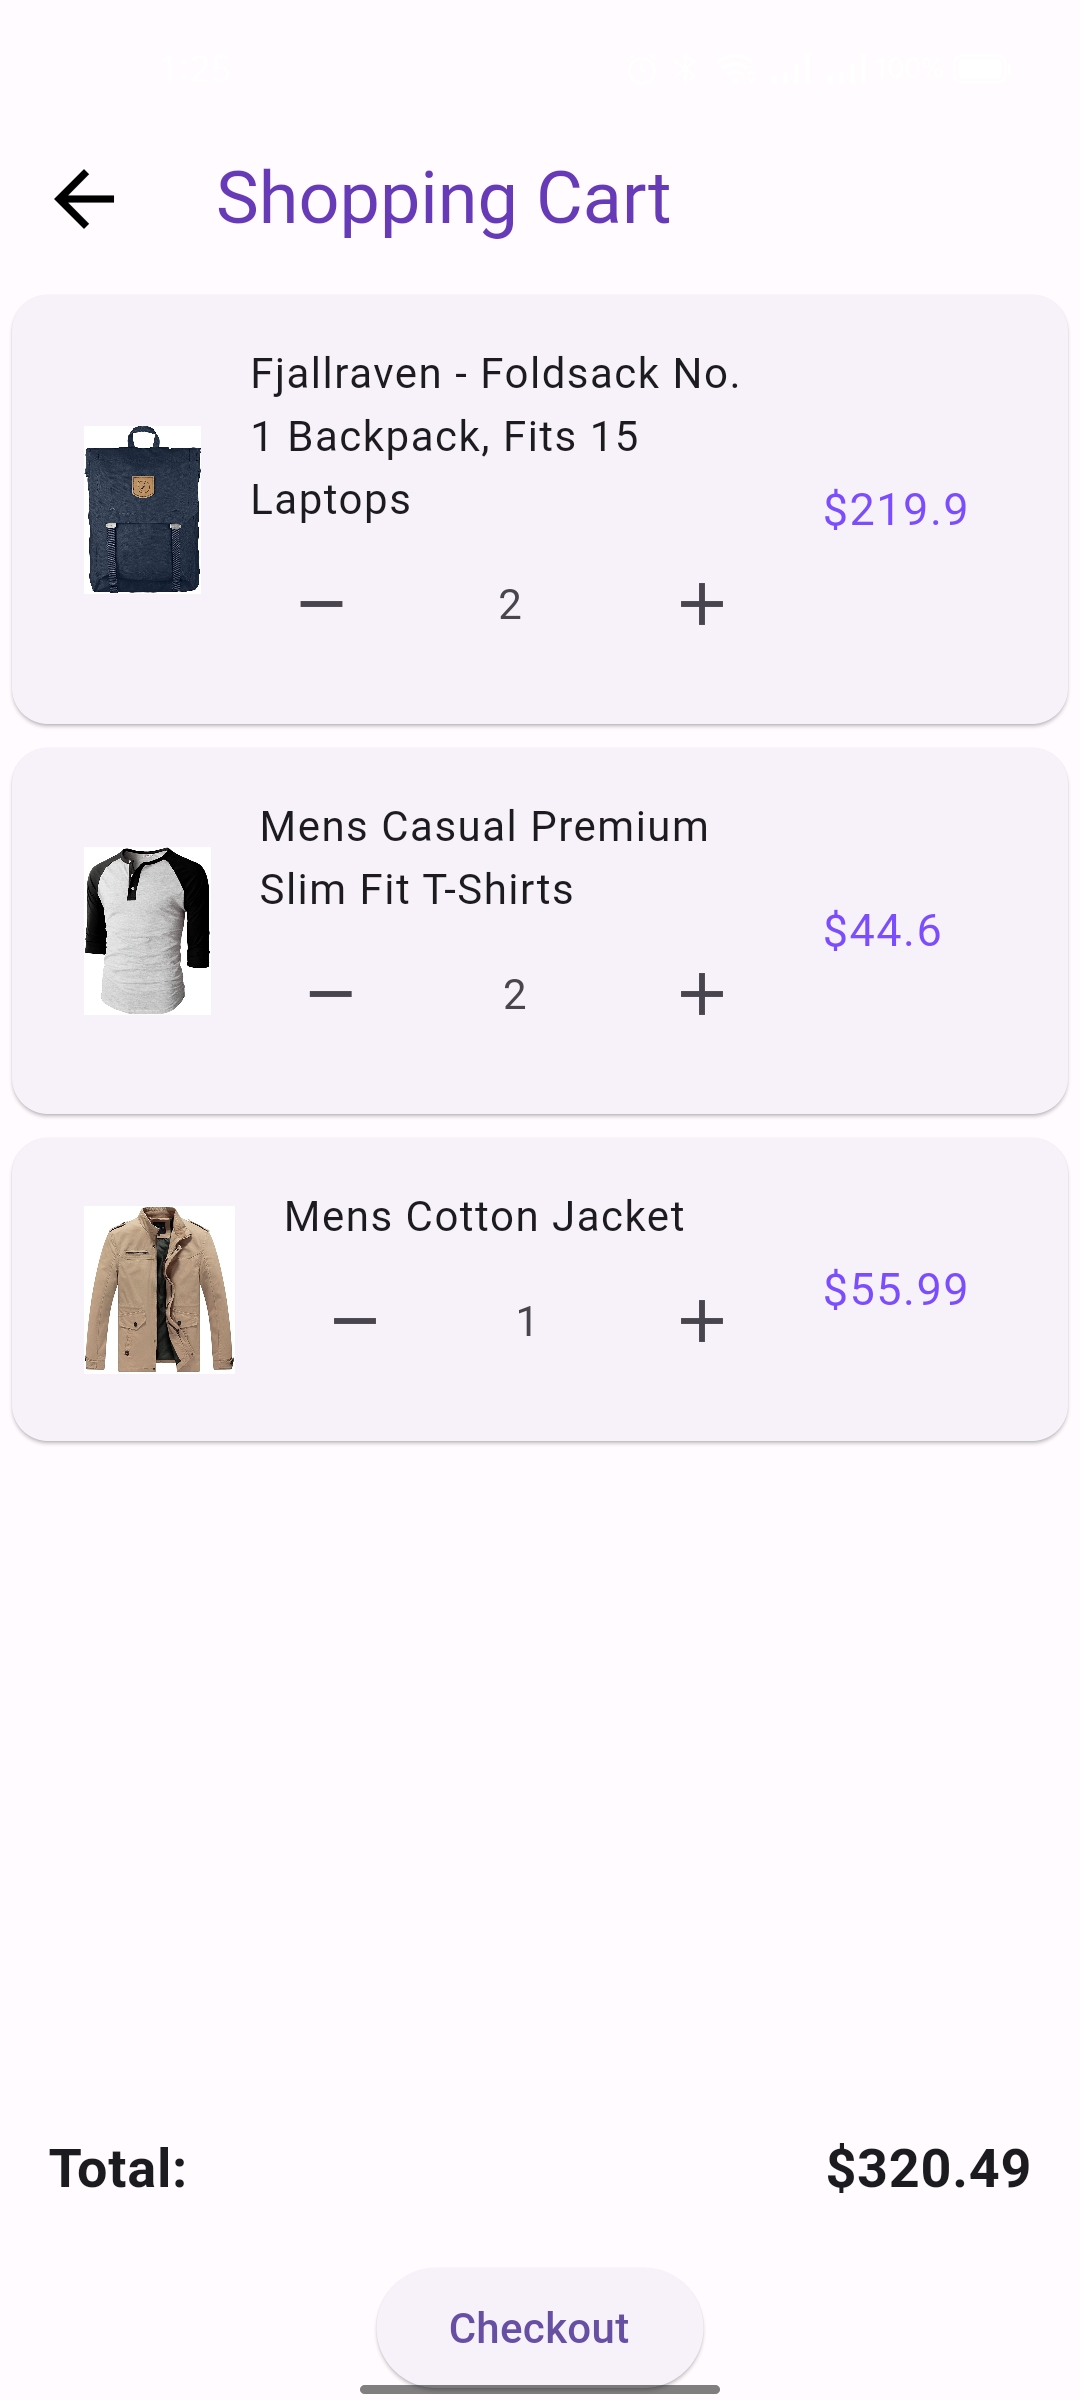 Shopping Cart
Fjallraven - Foldsack No.
1 Backpack, Fits 15
Laptops
$219.9
2
Mens Casual Premium
Slim Fit T-Shirts
$44.6
2
Mens Cotton Jacket
$55.99
1
Total:
$320.49
Checkout